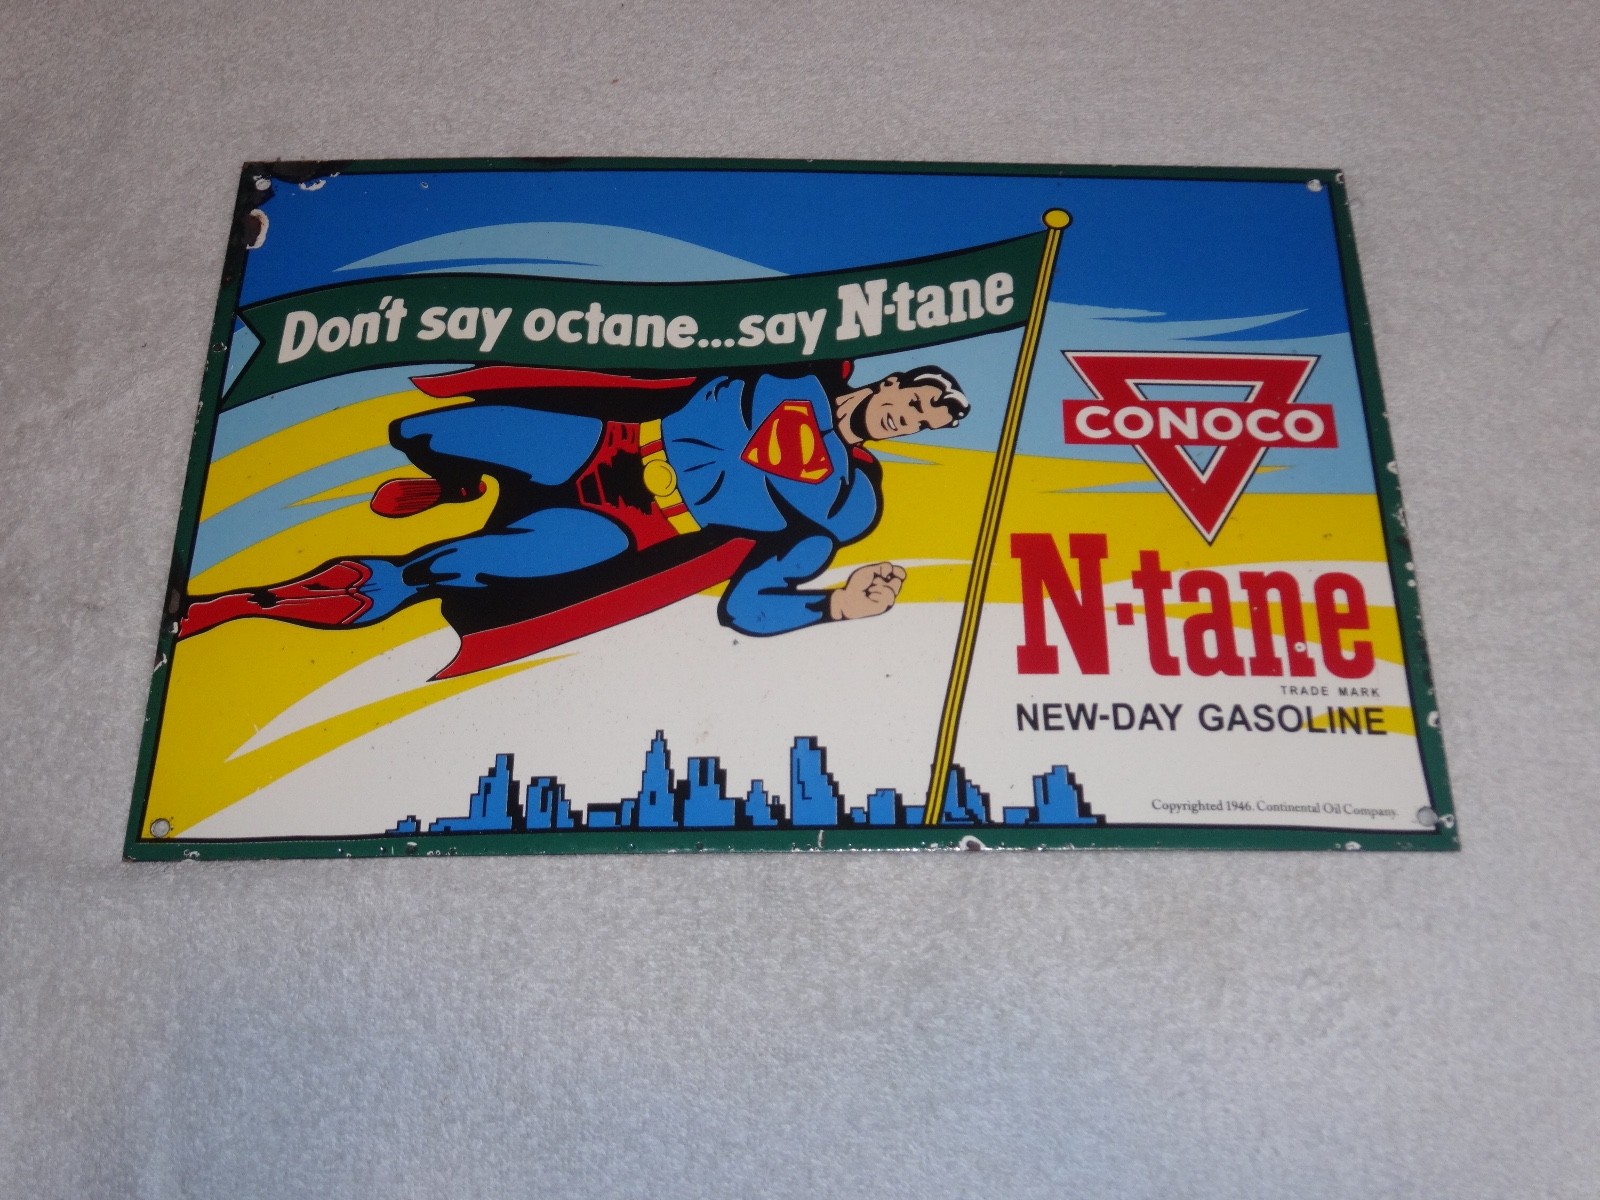 Don't say octane...say N-tane
CONOCO
N-tane
TRADE MARK
NEW-DAY GASOLINE
Copyrighted 1946. Continental Oil Company.
S